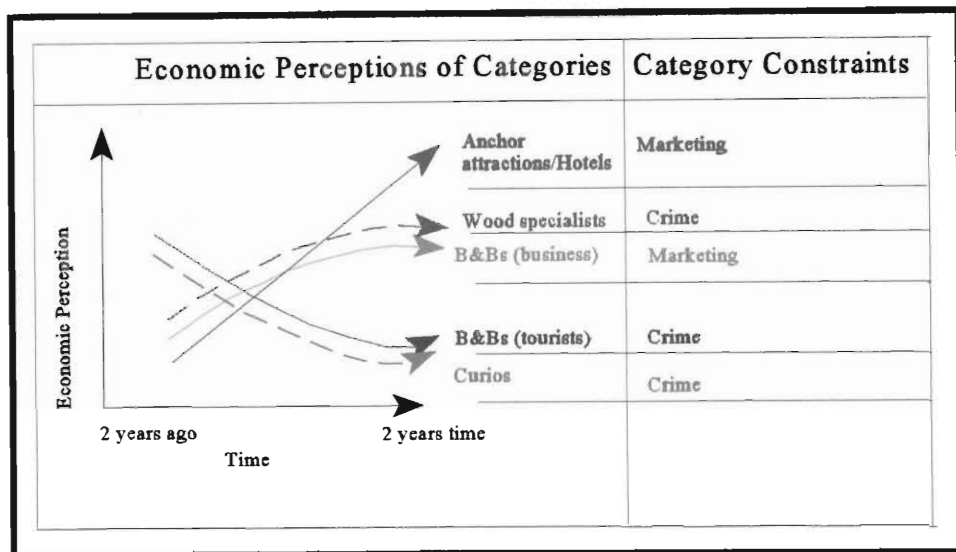 Economic Perceptions of Categories
Category Constraints
Anchor
attractions/Hotels
Marketing
Wood specialists
Crime
B&Bs (business)
Marketing
B&Bs (tourists)
Crime
Curios
Crime
Economic Perception
2 years ago
2 years time
Time